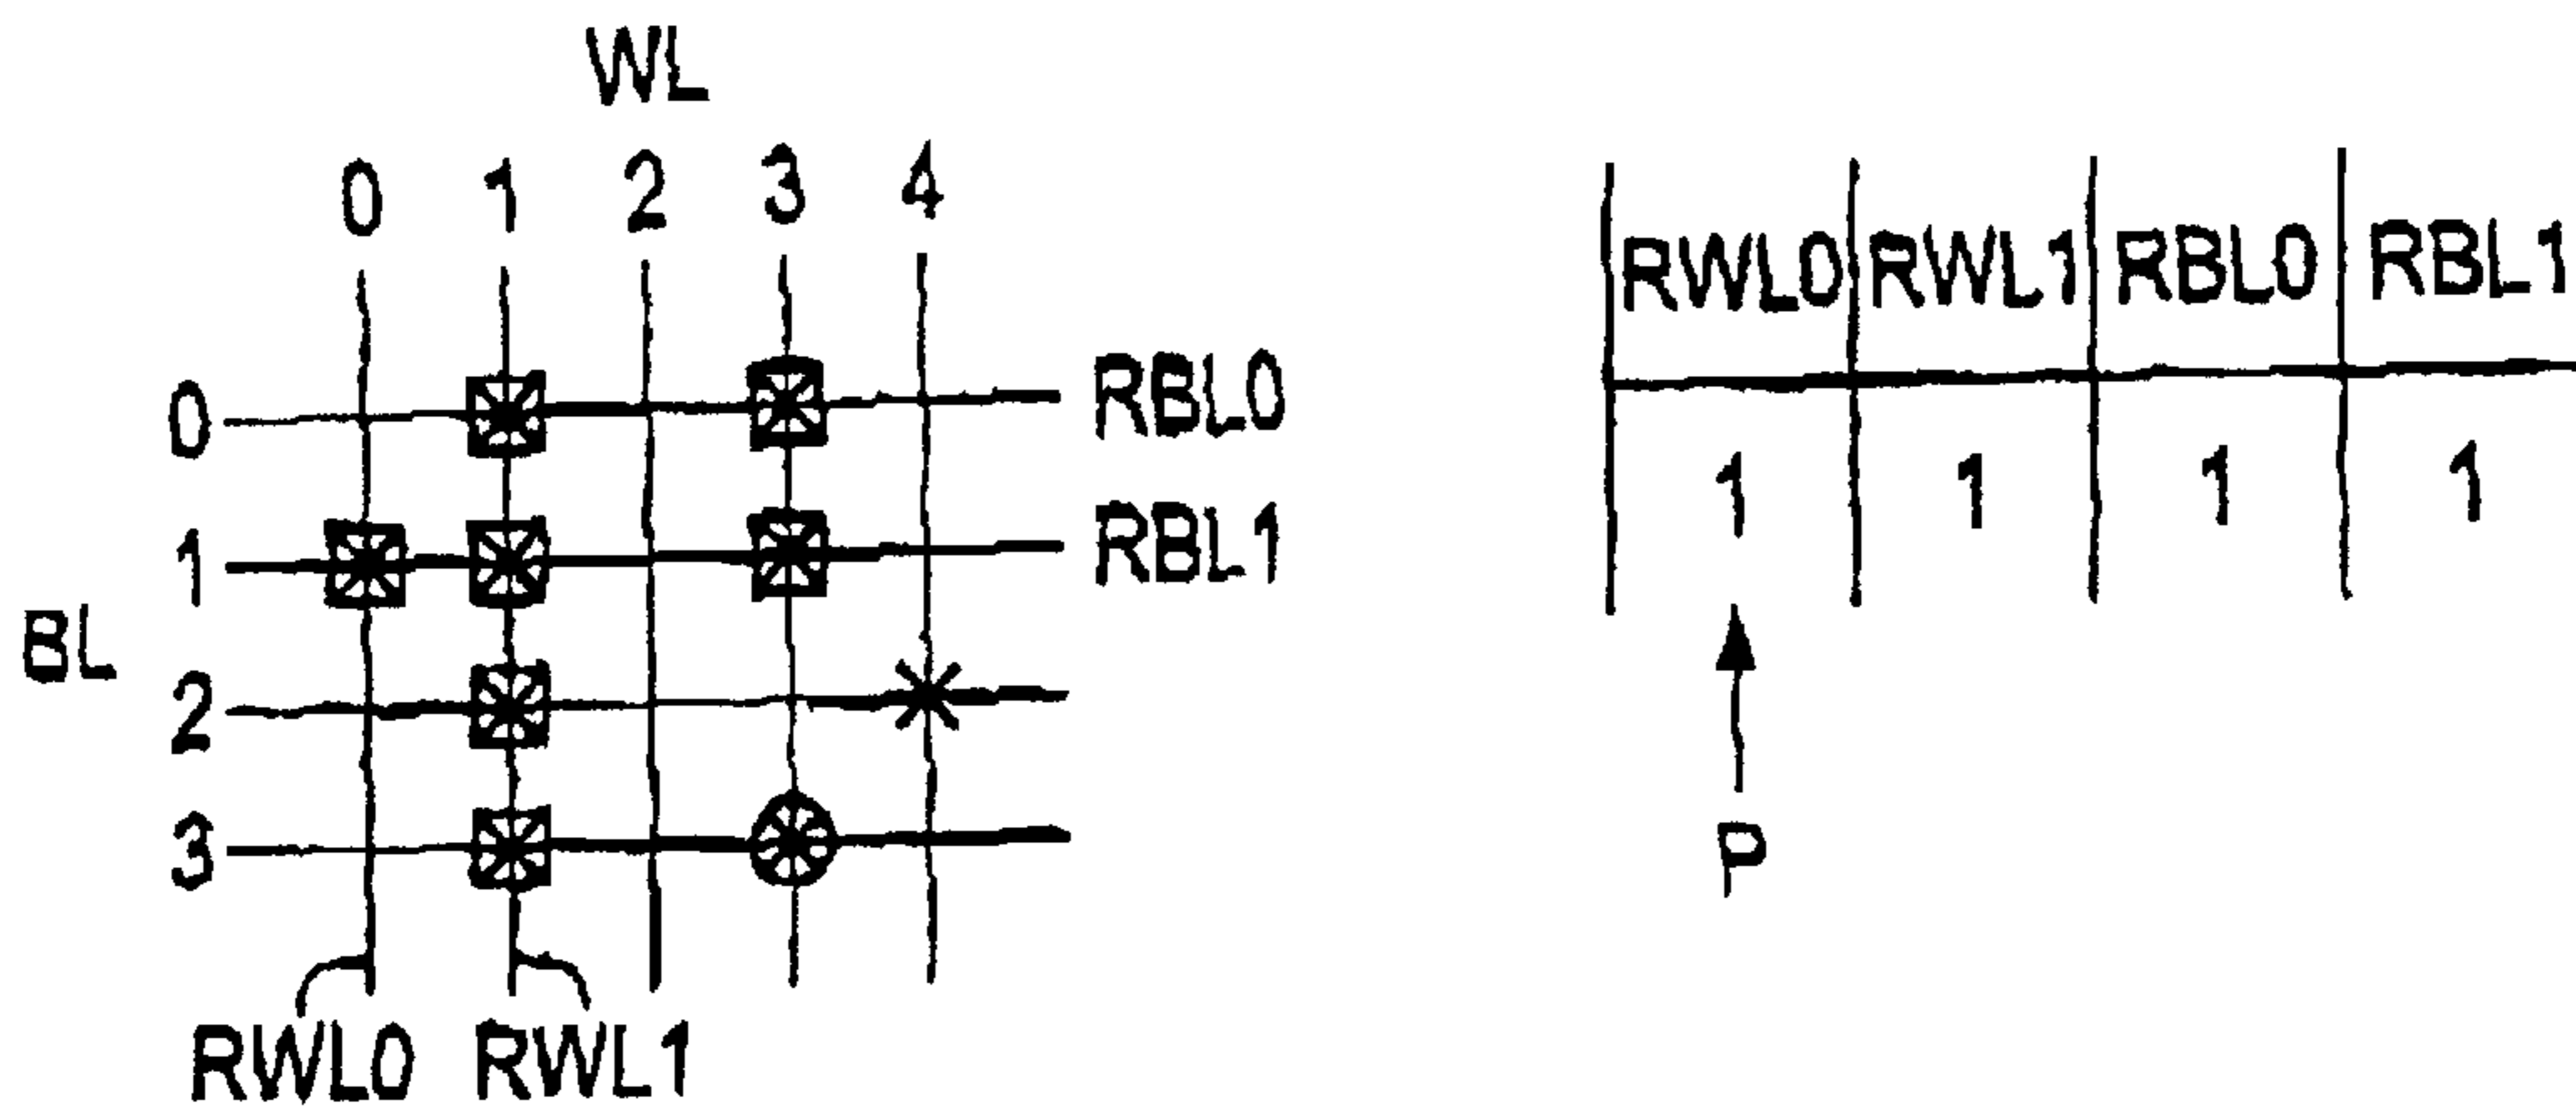 WL
0 1 2 3 4
0 RBL0
1 RBL1
BL
2
3
RWL0 RWL1
RWL0 RWL1 RBL0 RBL1
1 1 1 1
P